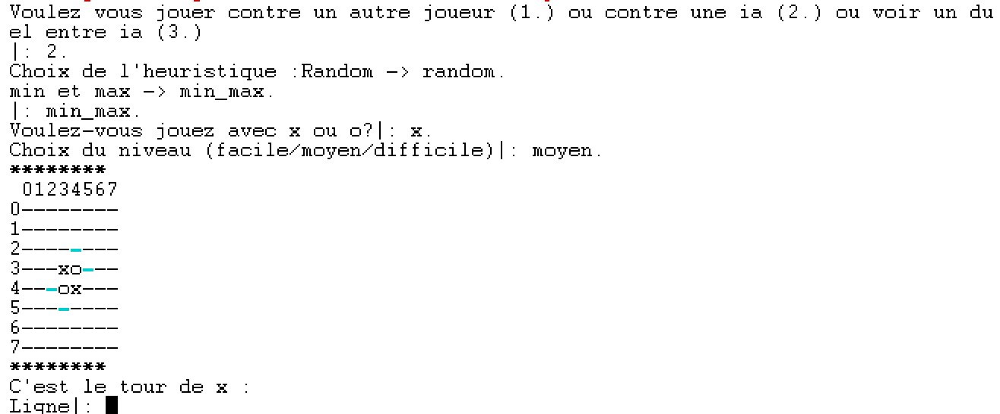 Voulez vous jouer contre un autre joueur (1.) ou contre une ia (2.) ou voir un du
el entre ia (3.)
|: 2.
Choix de l'heuristique :Random -> random.
min et max -> min_max.
|: min_max.
Voulez-vous jouez avec x ou o?|: x.
Choix du niveau (facile/moyen/difficile)|: moyen.
********
 01234567
0--------
1--------
2--------
3---xo---
4---ox---
5--------
6--------
7--------
********
C'est le tour de x :
Ligne|: